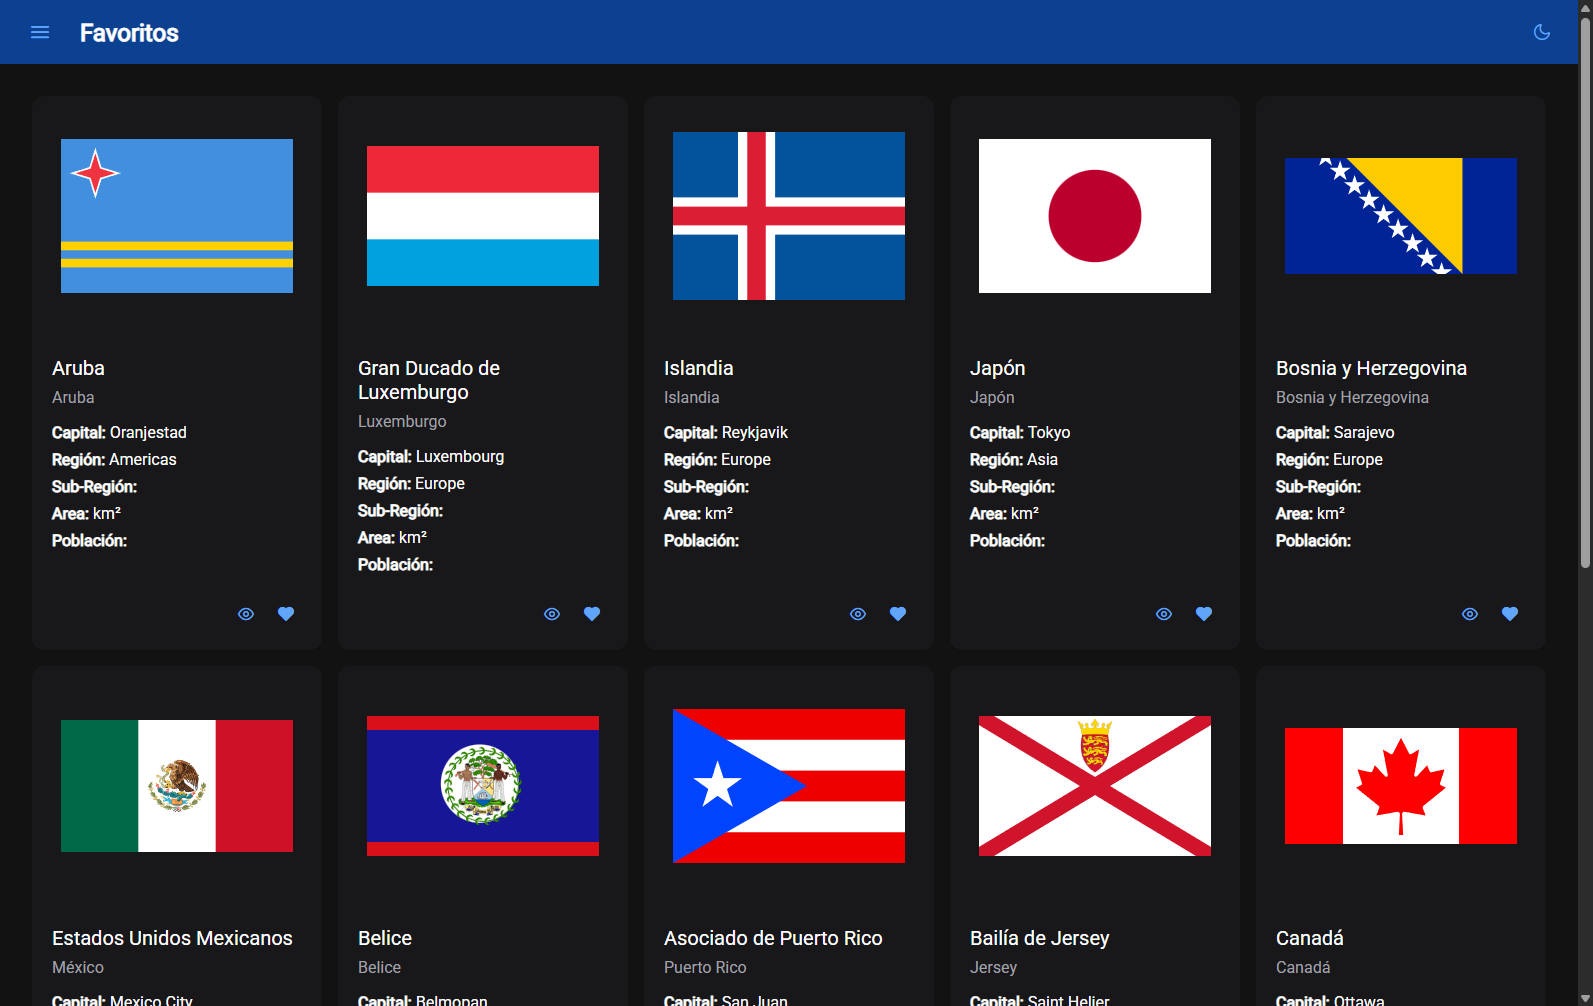 Favoritos
Aruba
Aruba
Capital: Oranjestad
Región: Americas
Sub-Región:
Area: km²
Población:
Gran Ducado de
Luxemburgo
Luxemburgo
Capital: Luxembourg
Región: Europe
Sub-Región:
Area: km²
Población:
Islandia
Islandia
Capital: Reykjavik
Región: Europe
Sub-Región:
Area: km²
Población:
Japón
Japón
Capital: Tokyo
Región: Asia
Sub-Región:
Area: km²
Población:
Bosnia y Herzegovina
Bosnia y Herzegovina
Capital: Sarajevo
Región: Europe
Sub-Región:
Area: km²
Población:
Estados Unidos Mexicanos
México
Capital: Mexico City
Belice
Belice
Capital: Belmopan
Asociado de Puerto Rico
Puerto Rico
Capital: San Juan
Bailía de Jersey
Jersey
Capital: Saint Helier
Canadá
Canadá
Capital: Ottawa